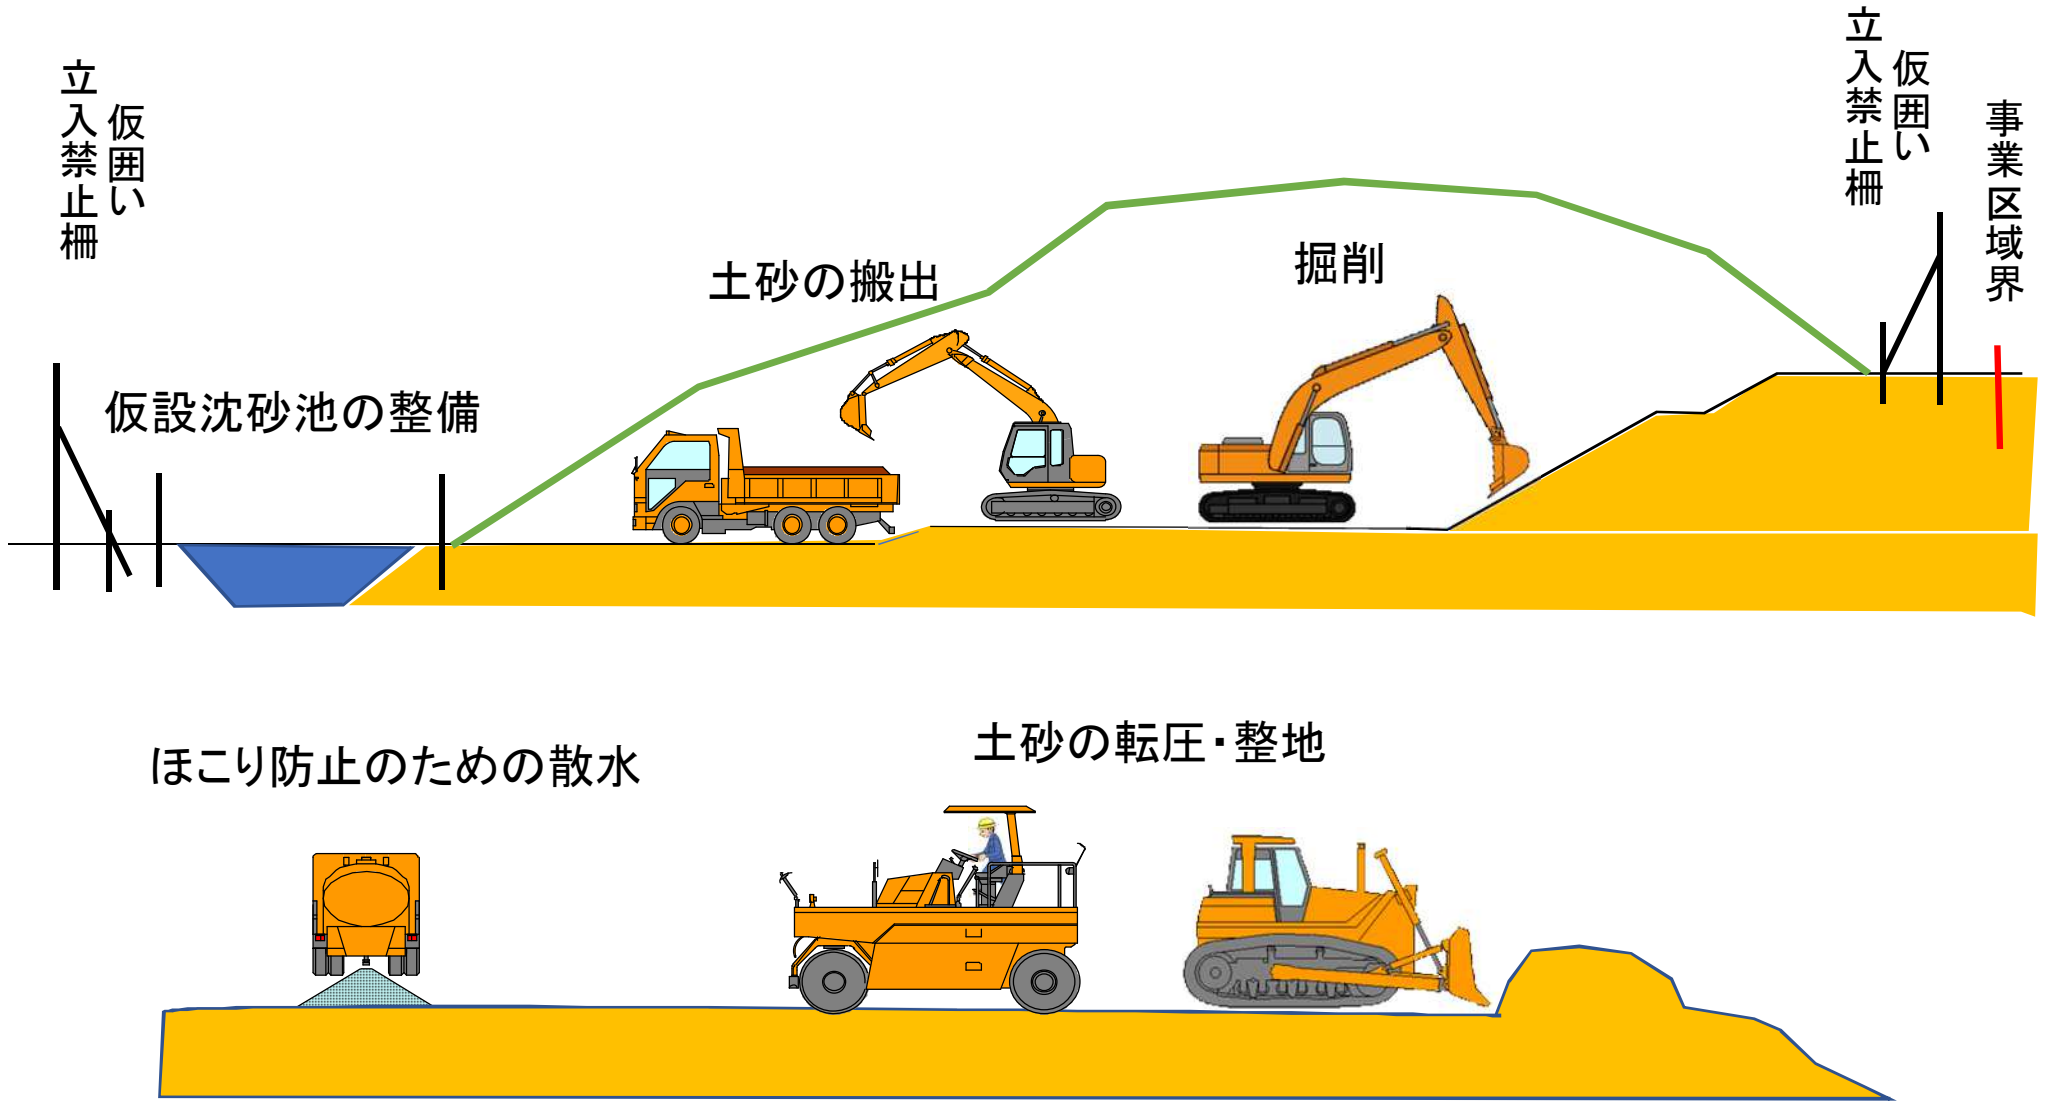 立入禁止柵
仮囲い
立入禁止柵
仮囲い
事業区域界
土砂の搬出
掘削
仮設沈砂池の整備
ほこり防止のための散水
土砂の転圧・整地